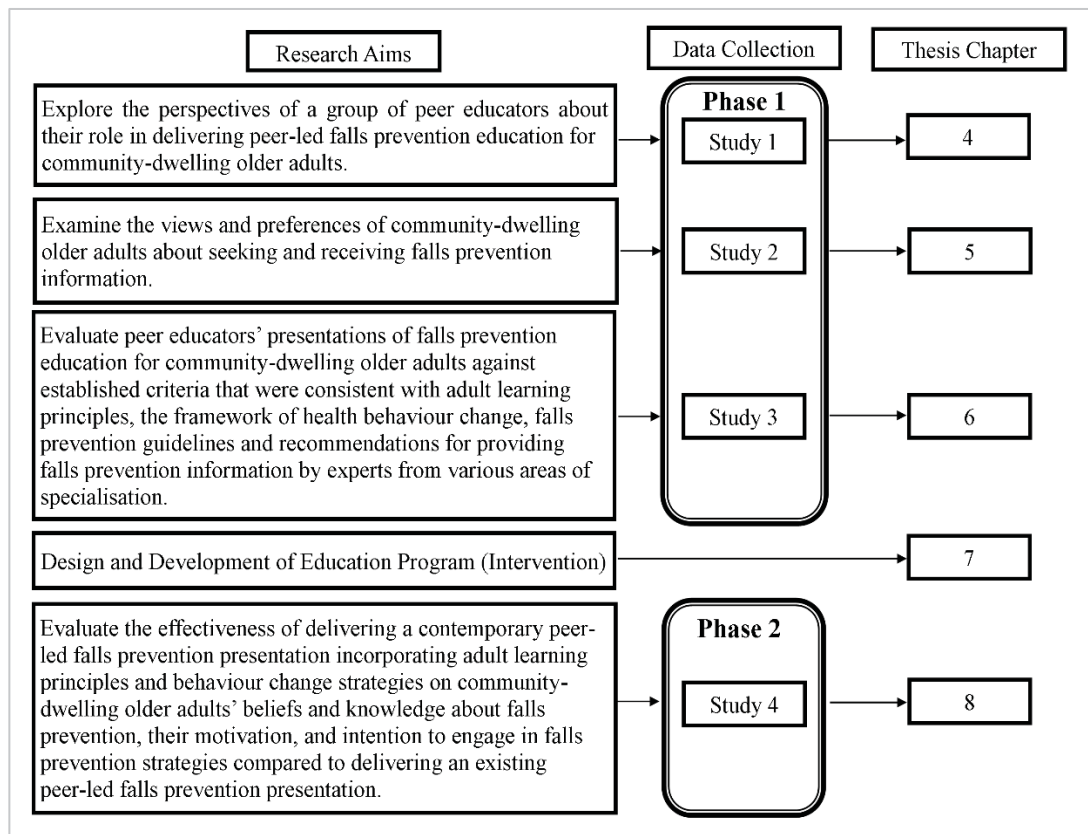 Research Aims
Data Collection
Thesis Chapter
Explore the perspectives of a group of peer educators about
their role in delivering peer-led falls prevention education for
community-dwelling older adults.
Phase 1
Study 1
4
Examine the views and preferences of community-dwelling
older adults about seeking and receiving falls prevention
information.
Study 2
5
Evaluate peer educators’ presentations of falls prevention
education for community-dwelling older adults against
established criteria that were consistent with adult learning
principles, the framework of health behaviour change, falls
prevention guidelines and recommendations for providing
falls prevention information by experts from various areas of
specialisation.
Study 3
6
Design and Development of Education Program (Intervention)
7
Evaluate the effectiveness of delivering a contemporary peer-
led falls prevention presentation incorporating adult learning
principles and behaviour change strategies on community-
dwelling older adults’ beliefs and knowledge about falls
prevention, their motivation, and intention to engage in falls
prevention strategies compared to delivering an existing
peer-led falls prevention presentation.
Phase 2
Study 4
8